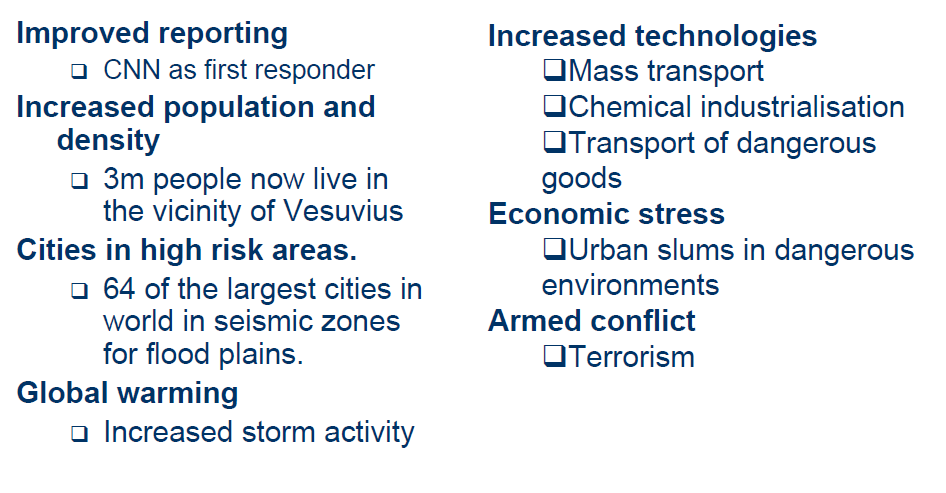 Improved reporting
❑ CNN as first responder
Increased population and
density
❑ 3m people now live in
the vicinity of Vesuvius
Cities in high risk areas.
❑ 64 of the largest cities in
world in seismic zones
for flood plains.
Global warming
❑ Increased storm activity
Increased technologies
❑Mass transport
❑Chemical industrialisation
❑Transport of dangerous
goods
Economic stress
❑Urban slums in dangerous
environments
Armed conflict
❑Terrorism